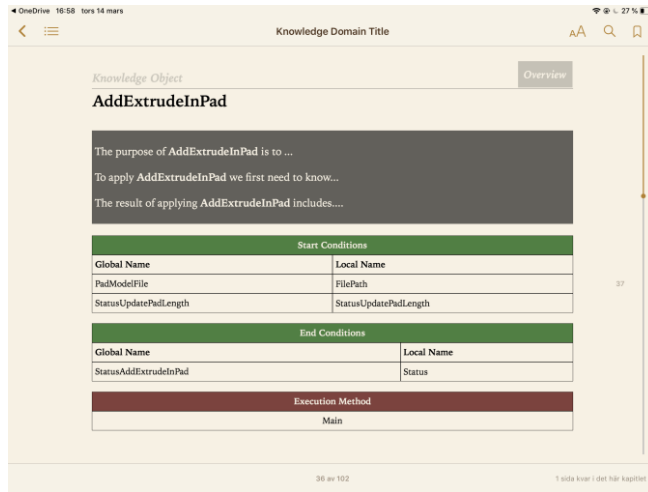 OneDrive 16:58 tors 14 mars 27 %
Knowledge Domain Title AA
Knowledge Object Overview
AddExtrudeInPad
The purpose of AddExtrudeInPad is to ...
To apply AddExtrudeInPad we first need to know...
The result of applying AddExtrudeInPad includes....
Start Conditions
Global Name Local Name
PadModelFile FilePath
StatusUpdatePadLength StatusUpdatePadLength
37
End Conditions
Global Name Local Name
StatusAddExtrudeInPad Status
Execution Method
Main
36 av 102 1 sida kvar i det här kapitlet